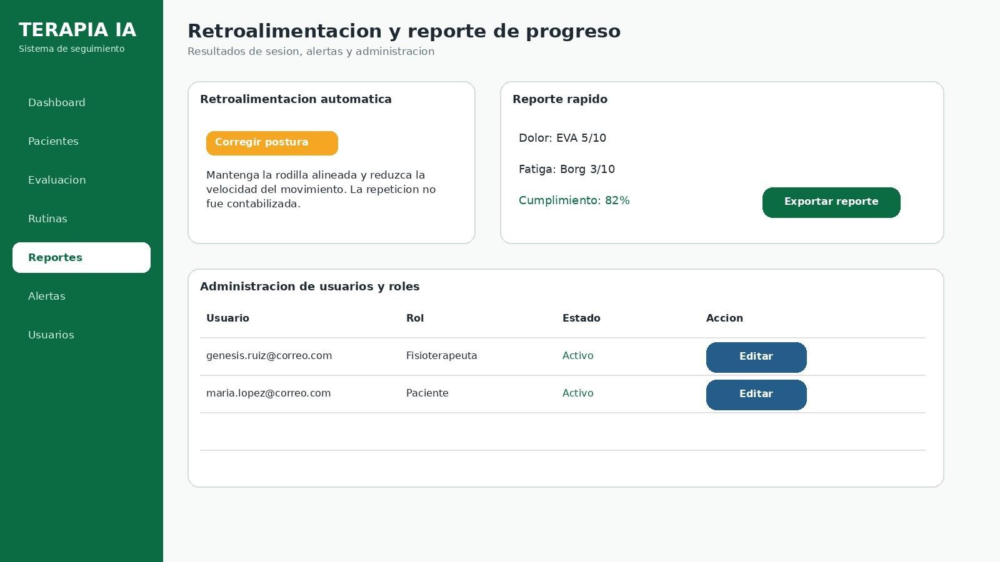 TERAPIA IA
Sistema de seguimiento
Dashboard
Pacientes
Evaluacion
Rutinas
Reportes
Alertas
Usuarios
Retroalimentacion y reporte de progreso
Resultados de sesion, alertas y administracion
Retroalimentacion automatica
Corregir postura
Mantenga la rodilla alineada y reduzca la
velocidad del movimiento. La repeticion no
fue contabilizada.
Reporte rapido
Dolor: EVA 5/10
Fatiga: Borg 3/10
Cumplimiento: 82%
Exportar reporte
Administracion de usuarios y roles
Usuario Rol Estado Accion
genesis.ruiz@correo.com Fisioterapeuta Activo Editar
maria.lopez@correo.com Paciente Activo Editar